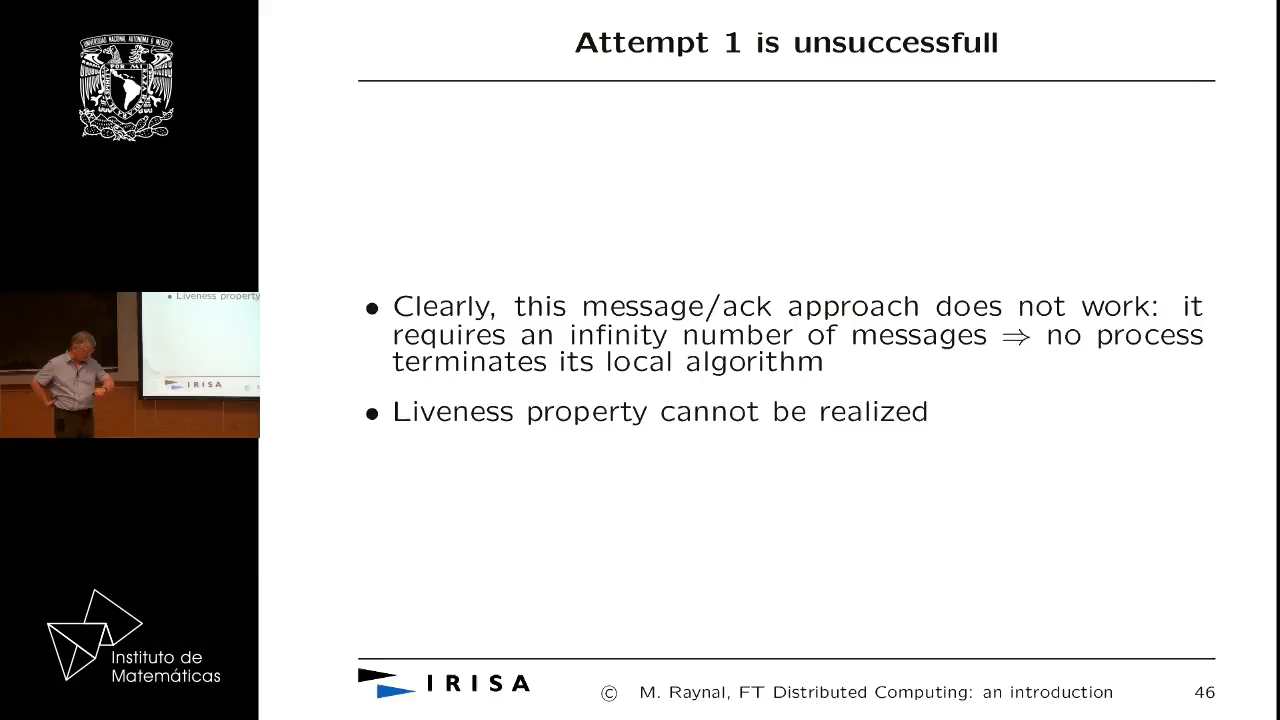 Attempt 1 is unsuccessfull
• Clearly, this message/ack approach does not work: it
requires an infinity number of messages ⇒ no process
terminates its local algorithm
• Liveness property cannot be realized
• Liveness property
IRISA
POR MI
Instituto de
Matemáticas
IRISA
© M. Raynal, FT Distributed Computing: an introduction 46